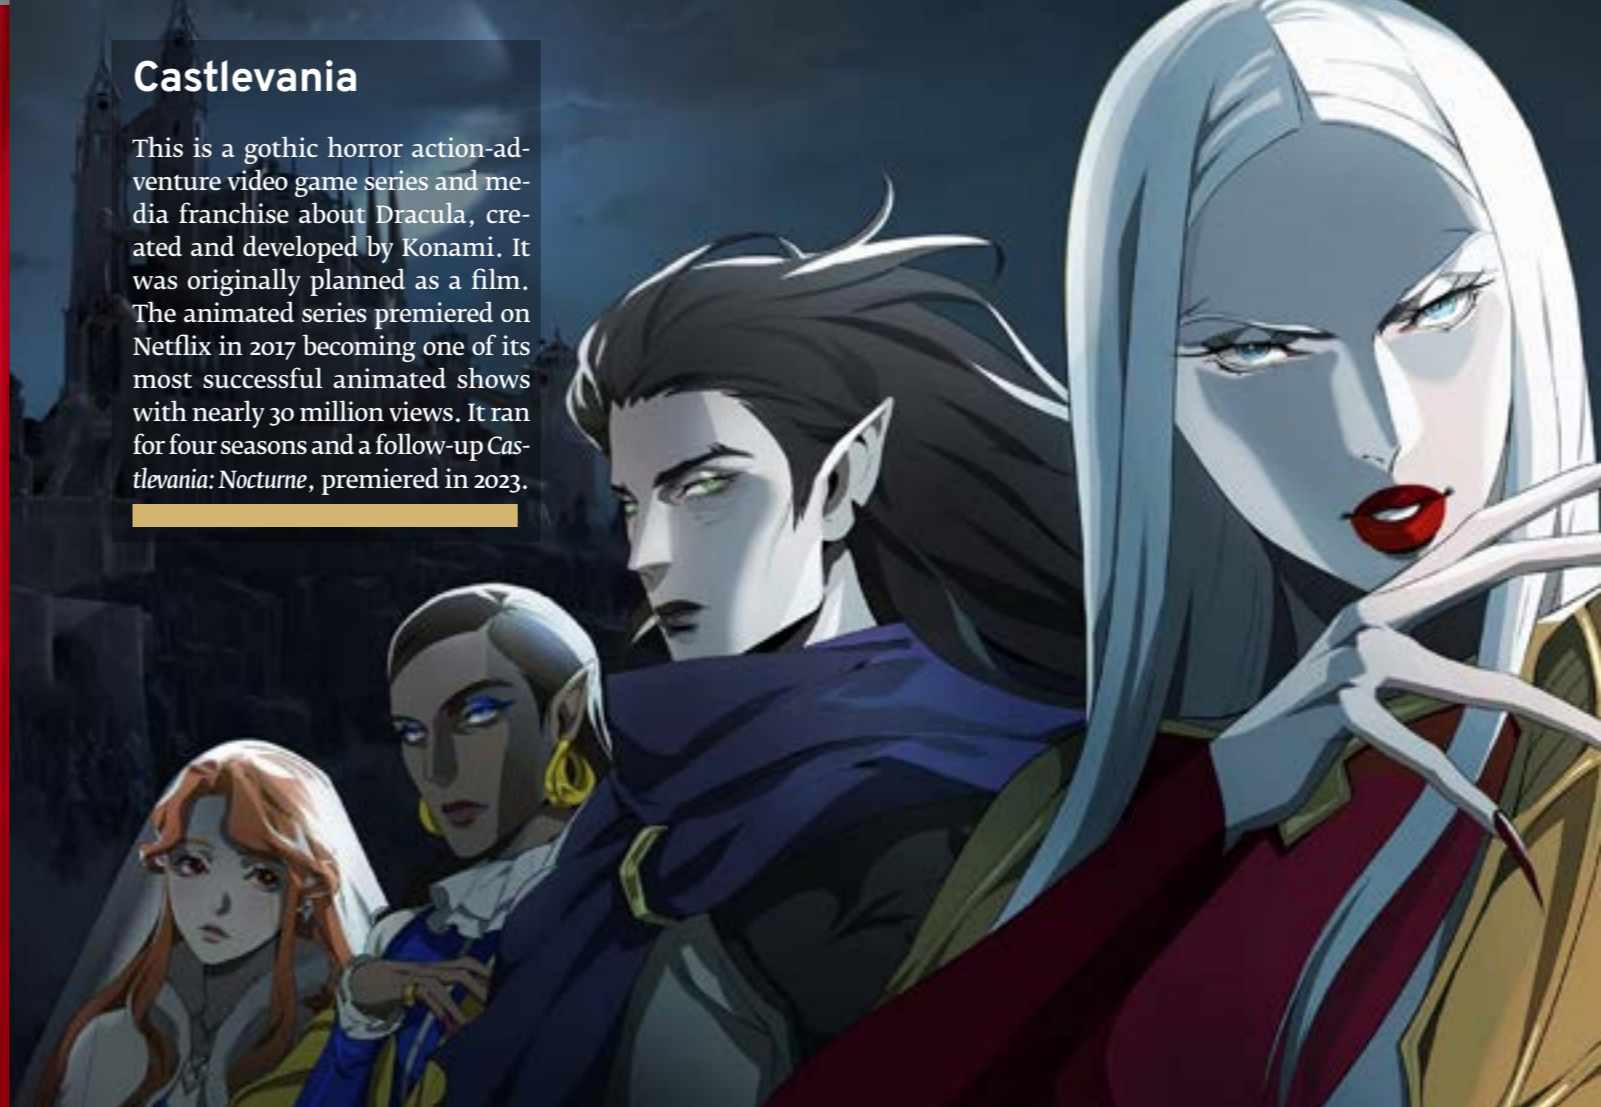 Castlevania
This is a gothic horror action-ad-
venture video game series and me-
dia franchise about Dracula, cre-
ated and developed by Konami. It
was originally planned as a film.
The animated series premiered on
Netflix in 2017 becoming one of its
most successful animated shows
with nearly 30 million views. It ran
for four seasons and a follow-up Cas-
tlevania: Nocturne, premiered in 2023.